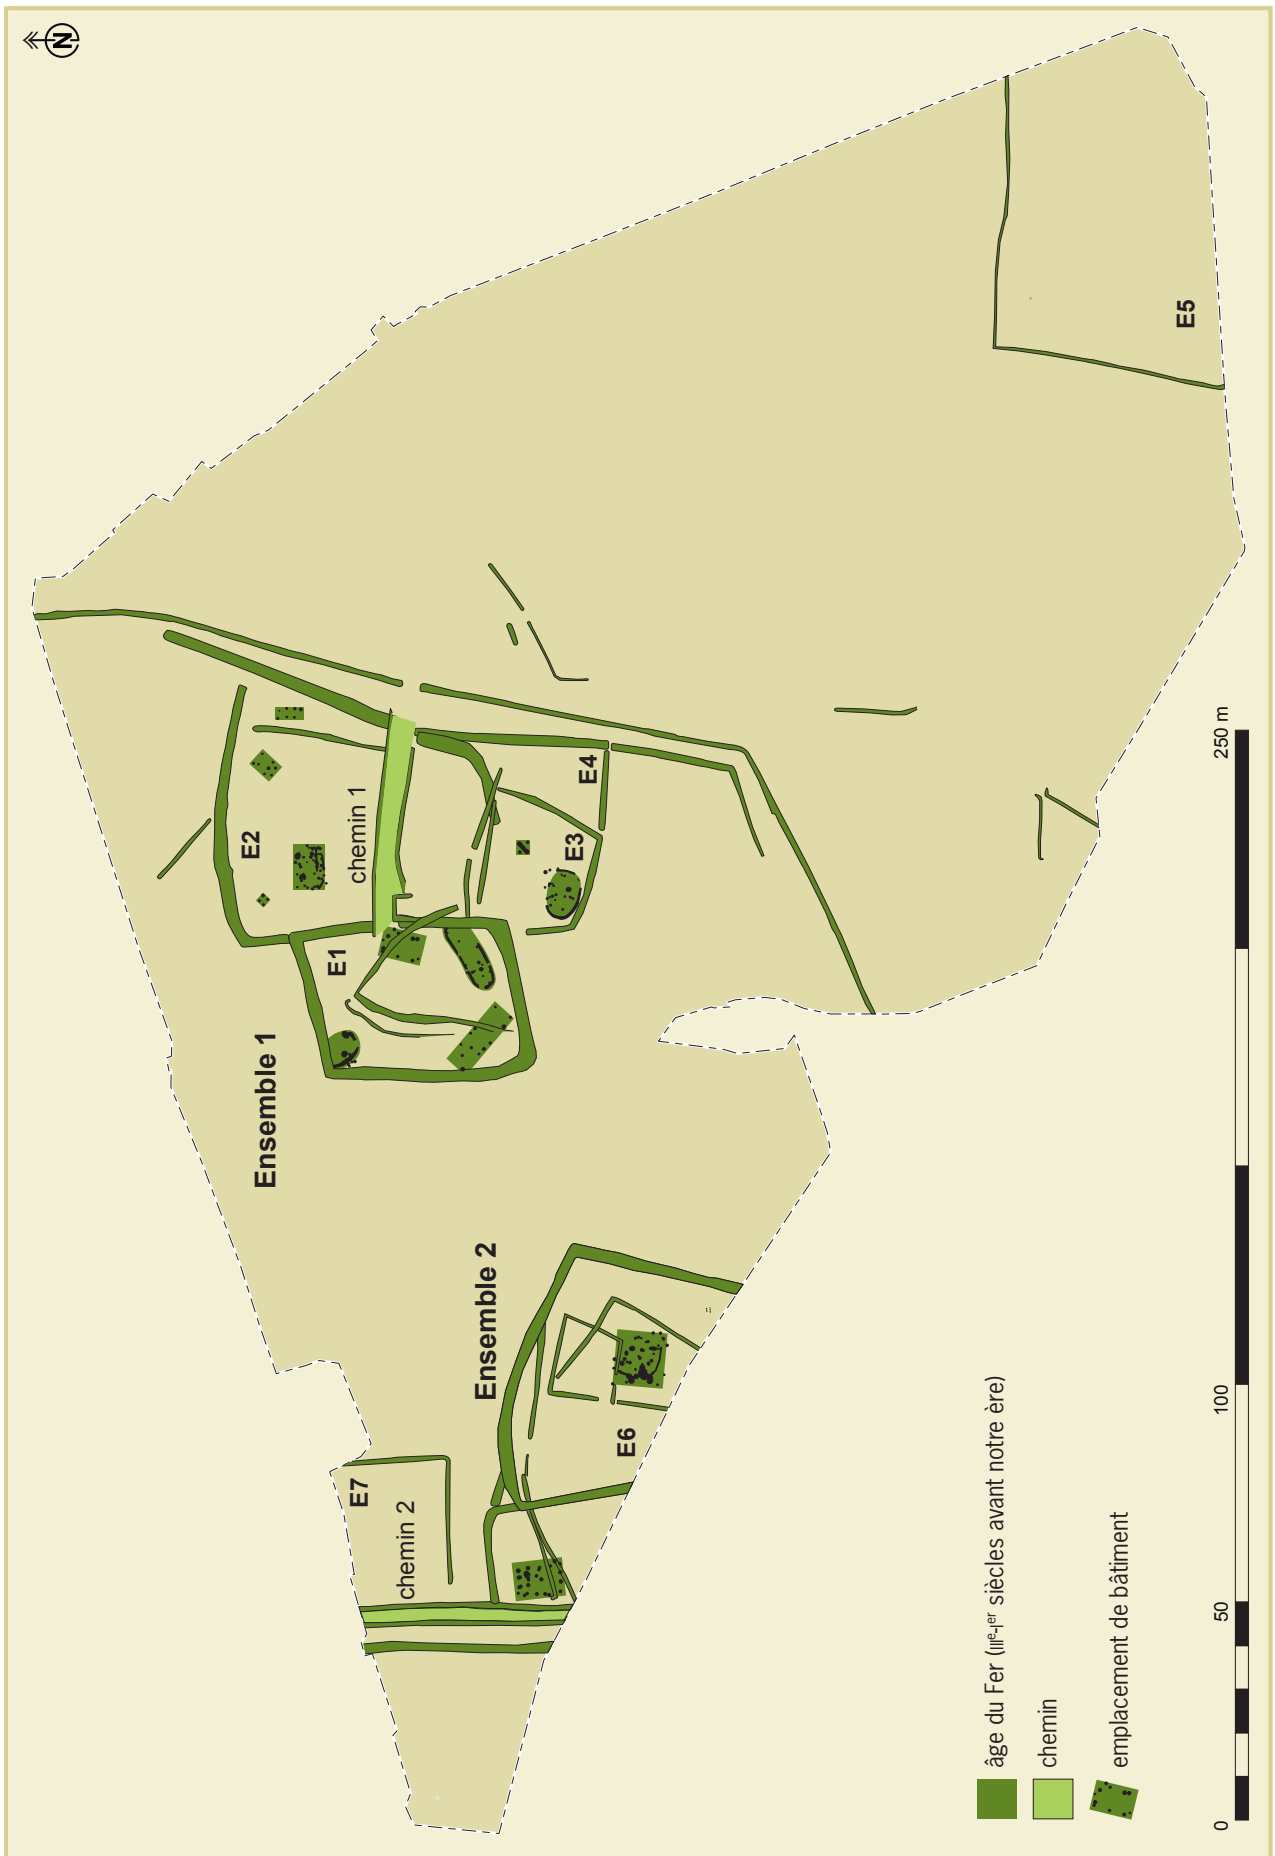 N
E2
chemin 1
E1
Ensemble 1
E3
E4
E5
Ensemble 2
E6
E7
chemin 2
âge du Fer (IIIe-Ier siècles avant notre ère)
chemin
emplacement de bâtiment
0
50
100
250 m